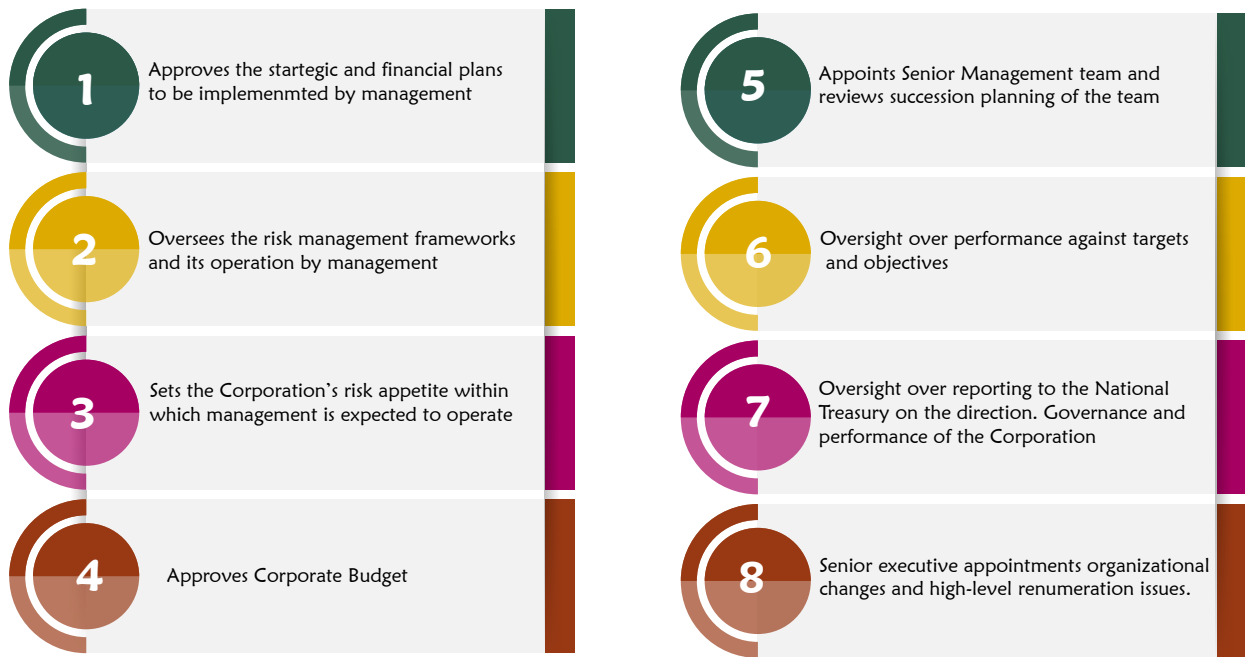 1
Approves the startegic and financial plans
to be implemenmted by management
2
Oversees the risk management frameworks
and its operation by management
3
Sets the Corporation’s risk appetite within
which management is expected to operate
4
Approves Corporate Budget
5
Appoints Senior Management team and
reviews succession planning of the team
6
Oversight over performance against targets
and objectives
7
Oversight over reporting to the National
Treasury on the direction. Governance and
performance of the Corporation
8
Senior executive appointments organizational
changes and high-level renumeration issues.